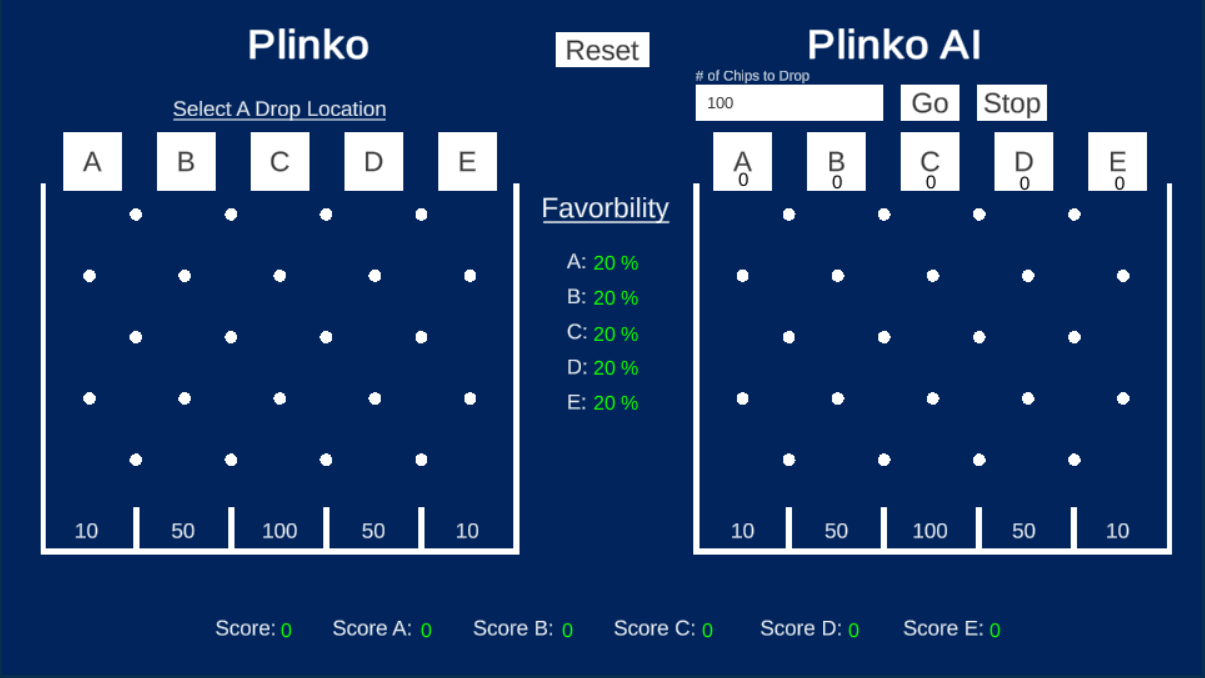 Plinko
Reset
Plinko AI
# of Chips to Drop
100
Go
Stop
Select A Drop Location
A B C D E
A B C D E
0 0 0 0 0
Favorbility
A: 20 %
B: 20 %
C: 20 %
D: 20 %
E: 20 %
10 50 100 50 10
10 50 100 50 10
Score: 0 Score A: 0 Score B: 0 Score C: 0 Score D: 0 Score E: 0